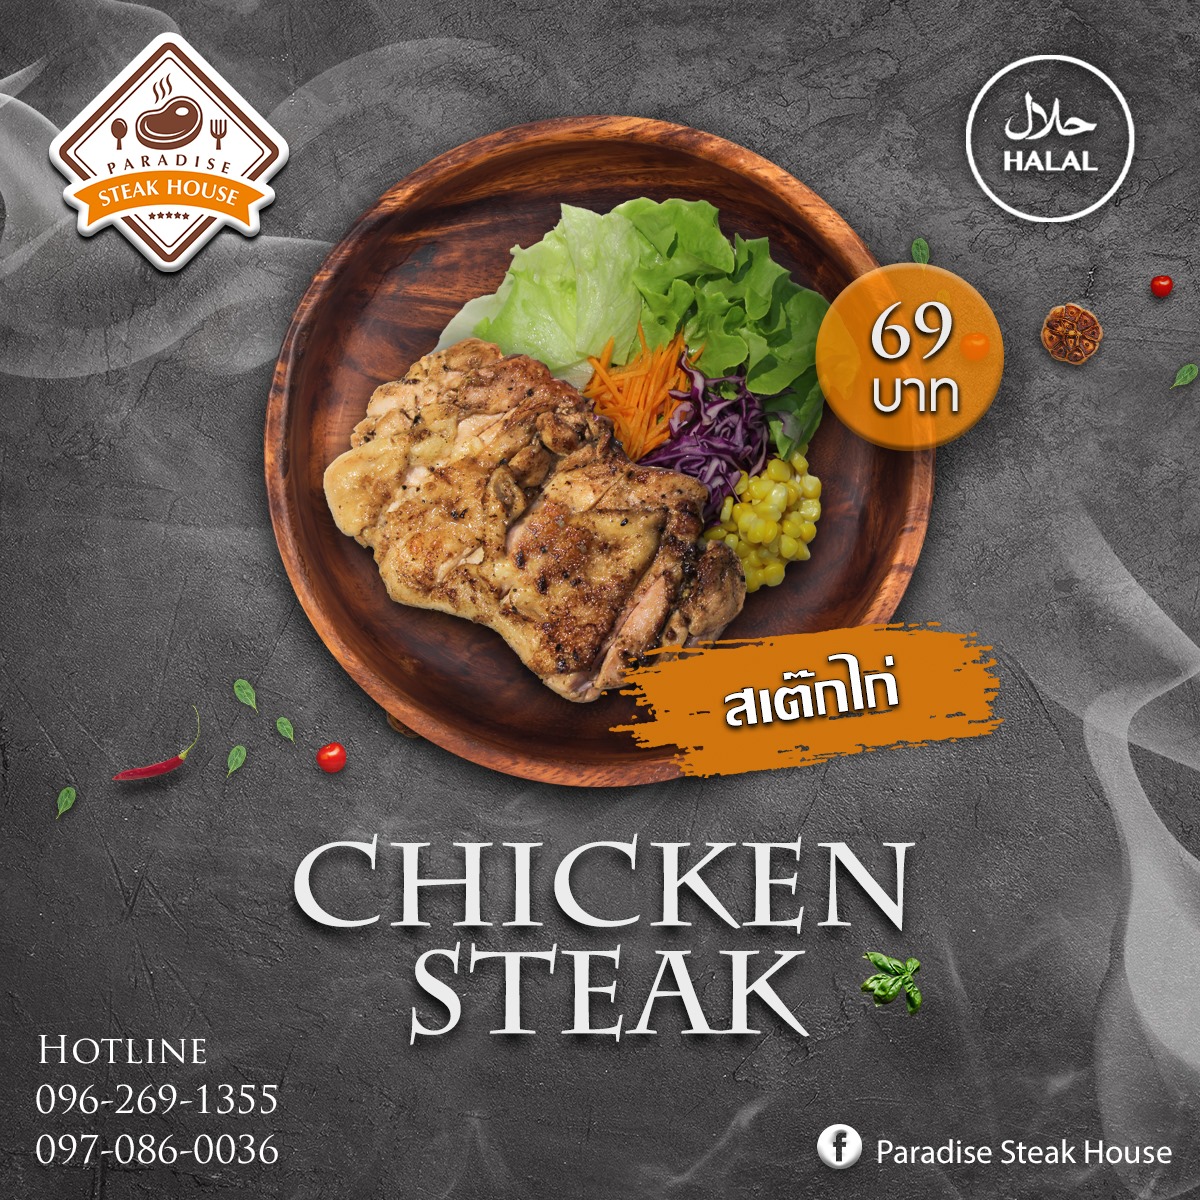 PARADISE
STEAK HOUSE
حلال
HALAL
69
บาท
สเต๊กไก่
CHICKEN
STEAK
HOTLINE
096-269-1355
097-086-0036
f Paradise Steak House